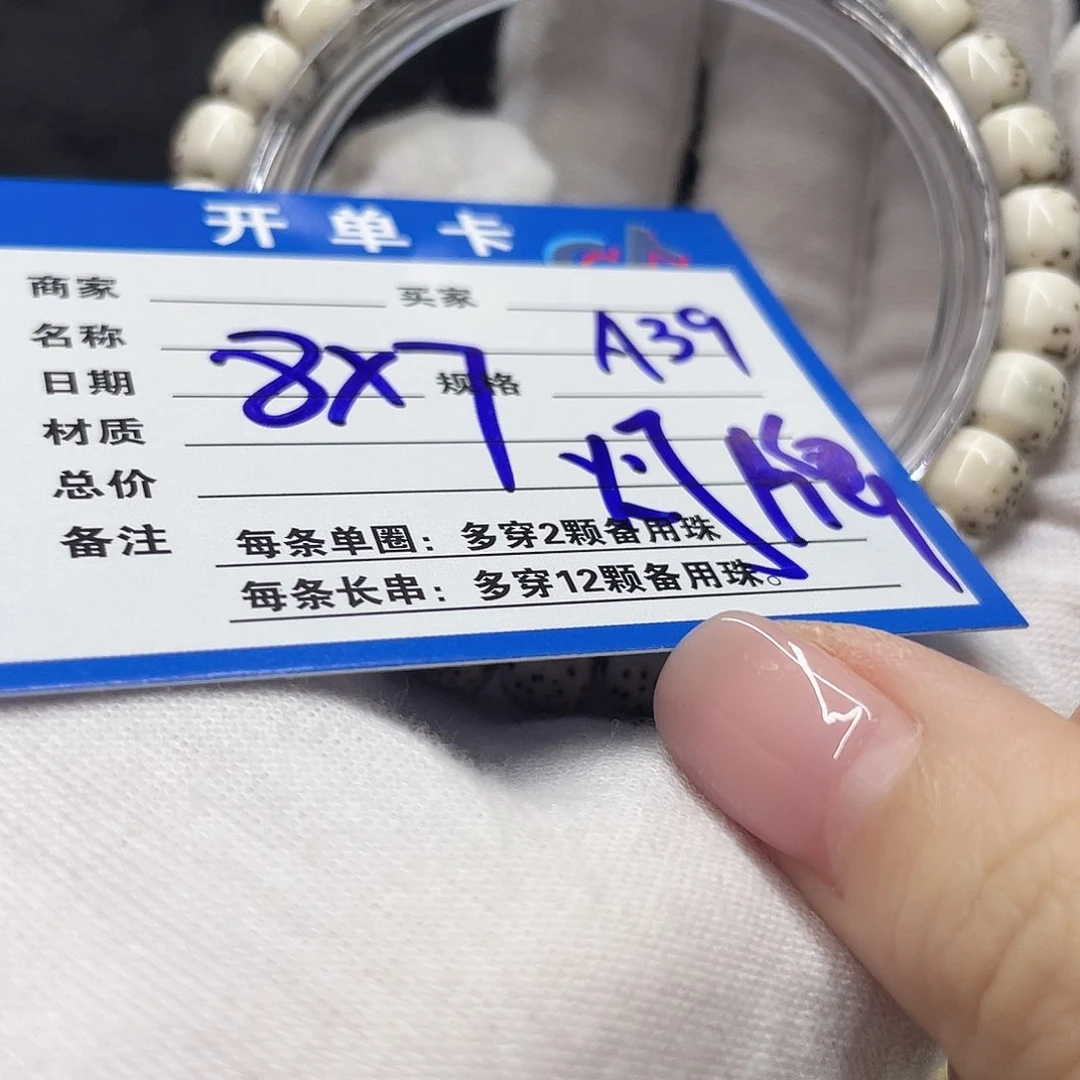 开单卡
商家 买家
名称 A39
日期 8X7 规格
材质
总价
备注 每条单圈：多穿2颗备用珠
每条长串：多穿12颗备用珠。